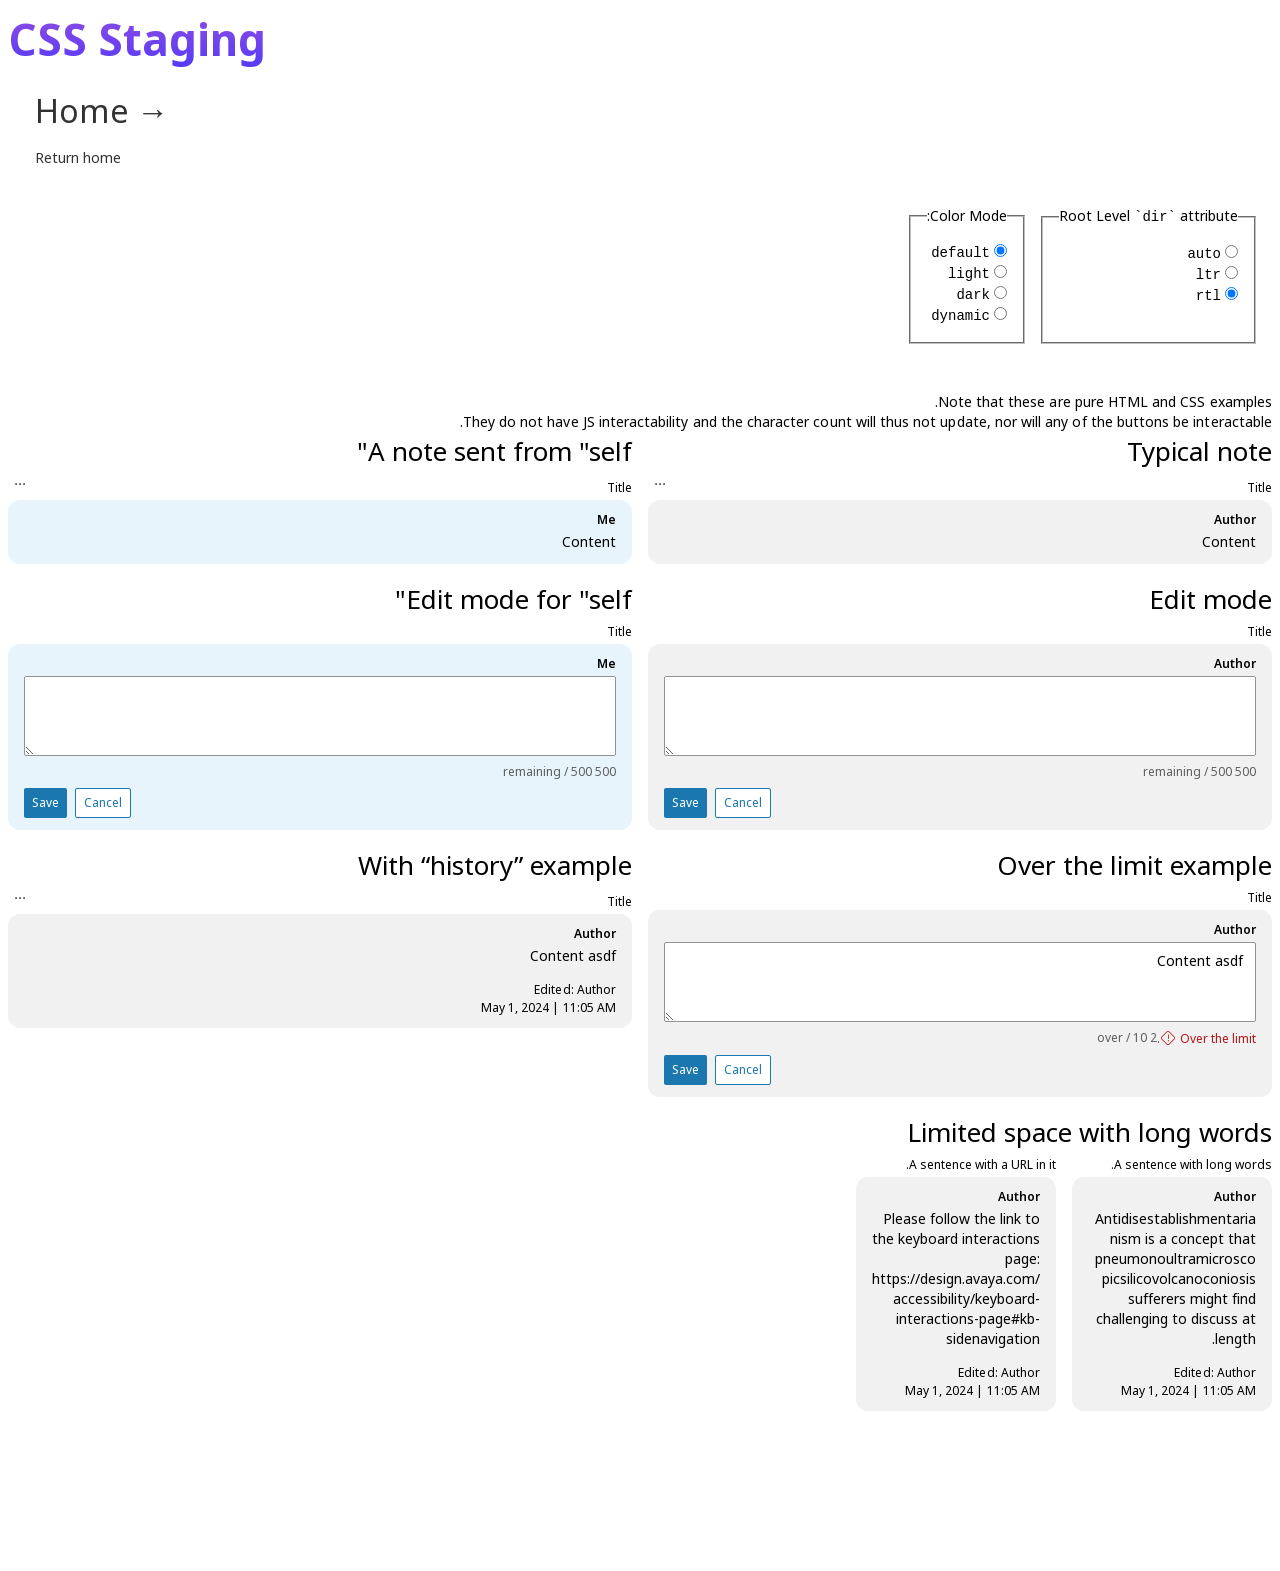 CSS Staging
Home →
Return home
Root Level `dir` attribute
auto
ltr
rtl
:Color Mode
default
light
dark
dynamic
.Note that these are pure HTML and CSS examples
.They do not have JS interactability and the character count will thus not update, nor will any of the buttons be interactable
Typical note
Title
...
Author
Content
"A note sent from "self
Title
...
Me
Content
Edit mode
Title
Author
remaining / 500 500
Cancel
Save
"Edit mode for "self
Title
Me
remaining / 500 500
Cancel
Save
Over the limit example
Title
Author
Content asdf
over / 10 2. Over the limit
Cancel
Save
With “history” example
Title
...
Author
Content asdf
Edited: Author
May 1, 2024 | 11:05 AM
Limited space with long words
.A sentence with long words
Author
Antidisestablishmentaria
nism is a concept that
pneumonoultramicrosco
picsilicovolcanoconiosis
sufferers might find
challenging to discuss at
.length
Edited: Author
May 1, 2024 | 11:05 AM
.A sentence with a URL in it
Author
Please follow the link to
the keyboard interactions
page:
https://design.avaya.com/
accessibility/keyboard-
interactions-page#kb-
sidenavigation
Edited: Author
May 1, 2024 | 11:05 AM